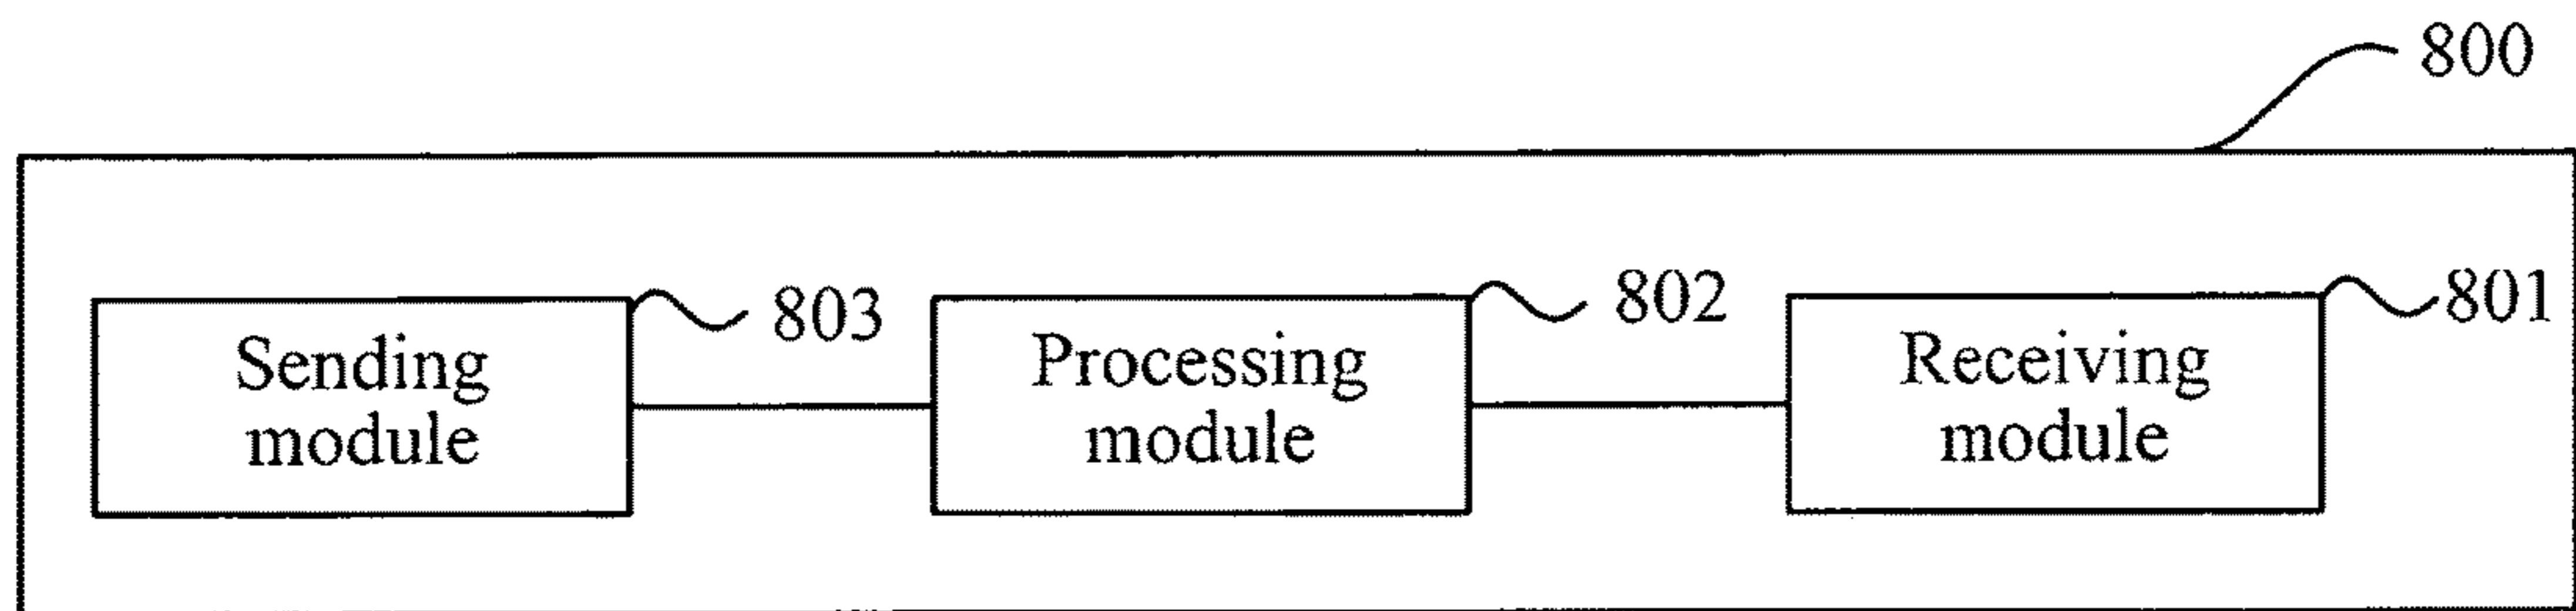 800
803
802
801
Sending
module
Processing
module
Receiving
module